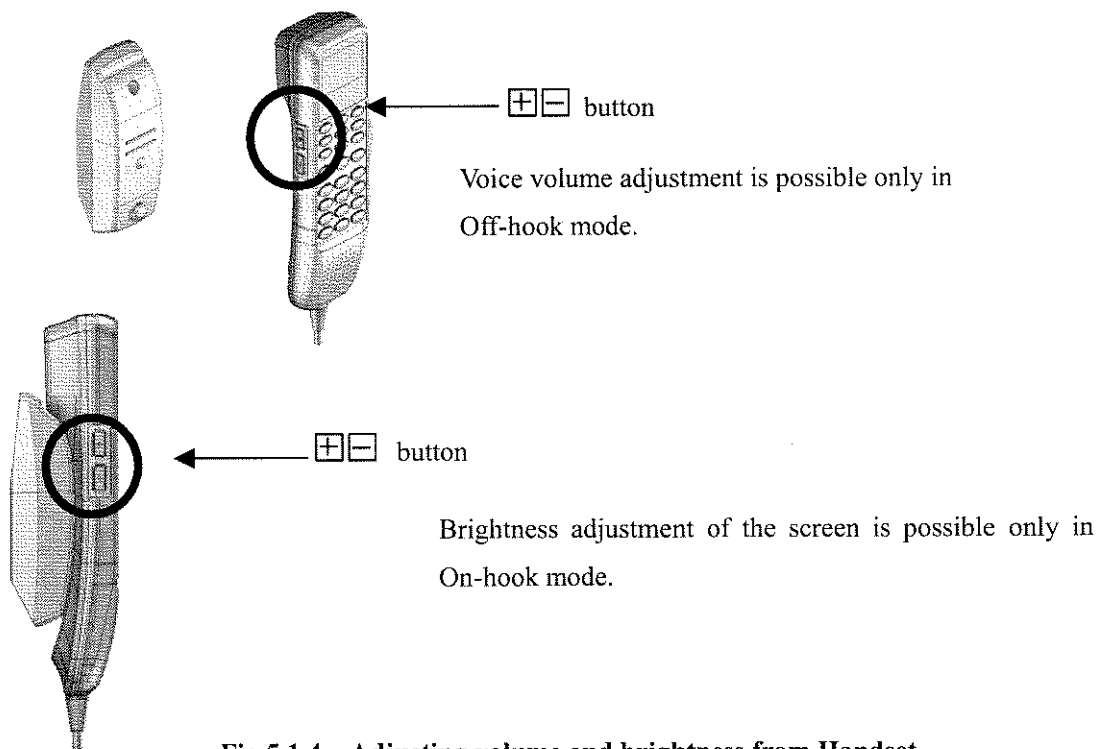 + - button
Voice volume adjustment is possible only in
Off-hook mode.
+ - button
Brightness adjustment of the screen is possible only in
On-hook mode.
Fig.5.1.4 Adjusting volume and brightness from Handset